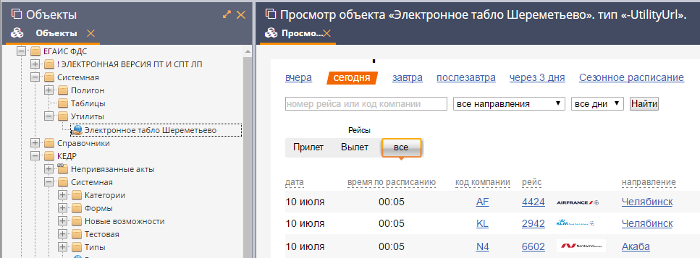 Объекты
Объекты
ЕГАИС ФДС
! ЭЛЕКТРОННАЯ ВЕРСИЯ ПТ И СПТ ЛП
Системная
Полигон
Таблицы
Утилиты
Электронное табло Шереметьево
Справочники
КЕДР
Непривязанные акты
Системная
Категории
Формы
Новые возможности
Тестовая
Типы
Просмотр объекта «Электронное табло Шереметьево». тип «-UtilityUrl».
Просмо...
вчера сегодня завтра послезавтра через 3 дня Сезонное расписание
номер рейса или код компании все направления все дни Найти
Рейсы
Прилет Вылет все
дата время по расписанию код компании рейс направление
10 июля 00:05 AF 4424 AIRFRANCE Челябинск
10 июля 00:05 KL 2942 KLM Челябинск
10 июля 00:05 N4 6602 Акаба